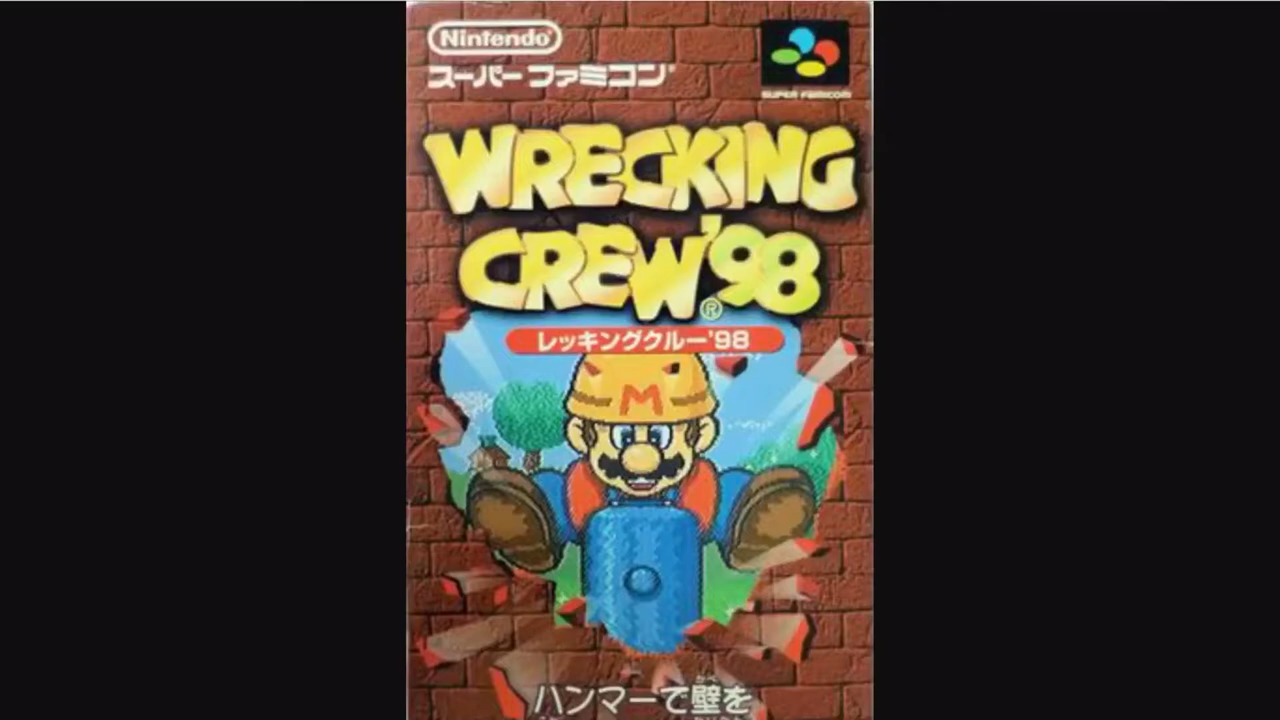 Nintendo®
スーパーファミコン®
SUPER FAMICOM
WRECKING
CREW'98®
レッキングクルー'98
M
ハンマーで壁を